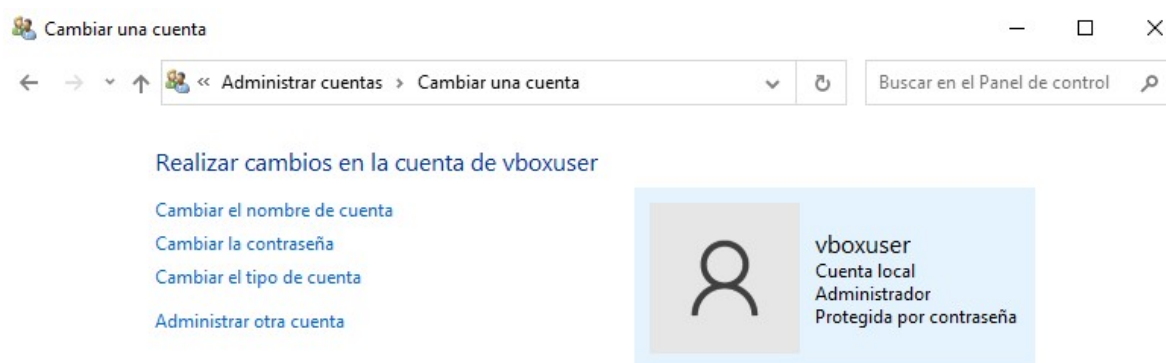 Cambiar una cuenta
« Administrar cuentas › Cambiar una cuenta
Buscar en el Panel de control
Realizar cambios en la cuenta de vboxuser
Cambiar el nombre de cuenta
Cambiar la contraseña
Cambiar el tipo de cuenta
Administrar otra cuenta
vboxuser
Cuenta local
Administrador
Protegida por contraseña